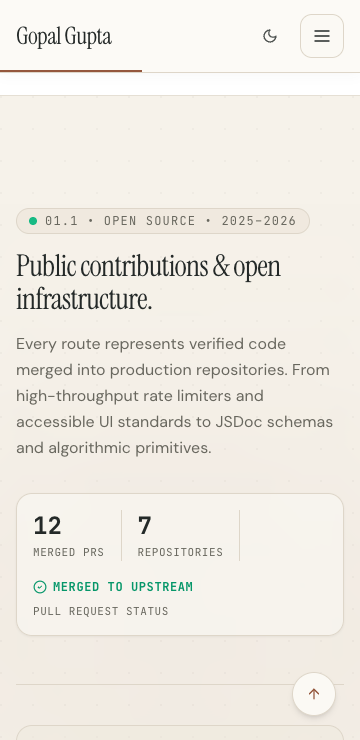 Gopal Gupta
01.1 • OPEN SOURCE • 2025–2026
Public contributions & open
infrastructure.
Every route represents verified code
merged into production repositories. From
high-throughput rate limiters and
accessible UI standards to JSDoc schemas
and algorithmic primitives.
12
MERGED PRS
7
REPOSITORIES
MERGED TO UPSTREAM
PULL REQUEST STATUS